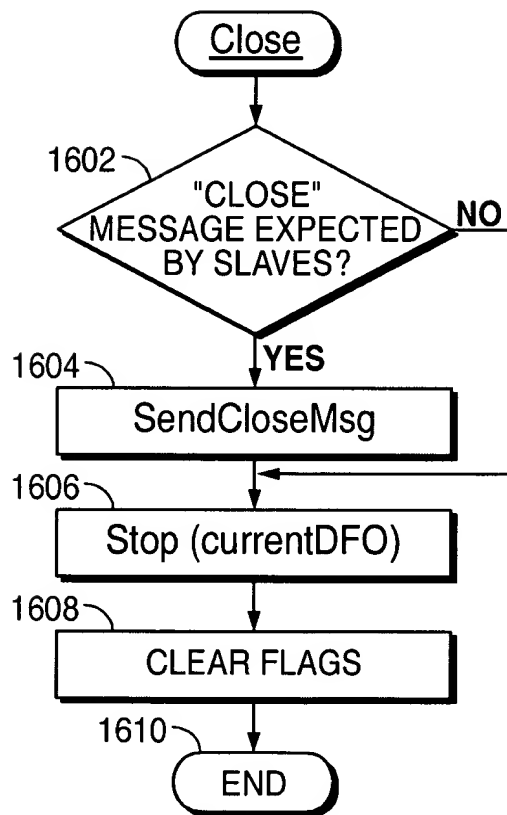 Close
1602
"CLOSE"
MESSAGE EXPECTED
BY SLAVES?
NO
YES
1604
SendCloseMsg
1606
Stop (currentDFO)
1608
CLEAR FLAGS
1610
END